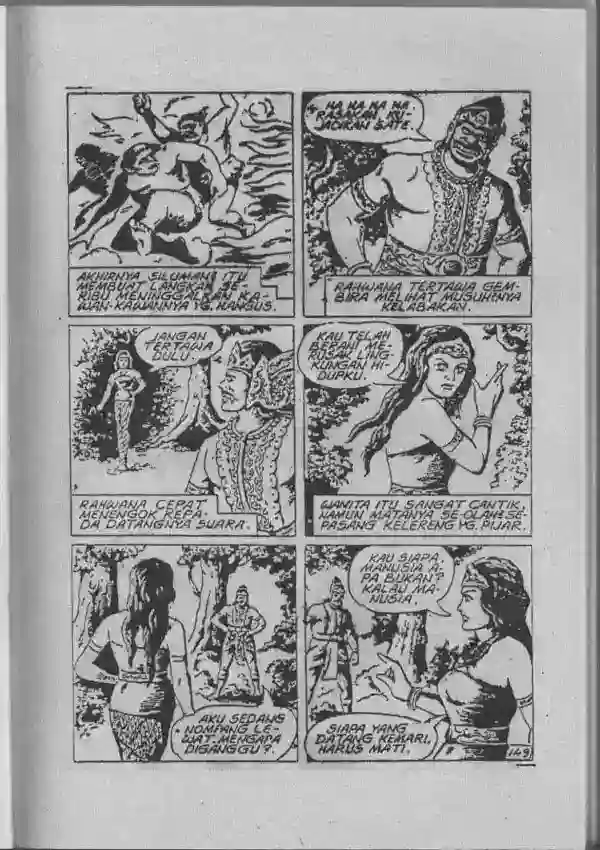 AKHIRNYA SILUMAN² ITU
MEMBUAT LANGKAH SE-
RIBU MENINGGALKAN KA-
WAN-KAWANNYA YG. HANGUS.
HA HA HA HA.
RASAKAN KU-
JADIKAN SATE.
RAHWANA TERTAWA GEM-
BIRA MELIHAT MUSUHNYA
KELABAKAN.
JANGAN
TERTAWA
DULU.
RAHWANA CEPAT
MENENGOK KEPA-
DA DATANGNYA SUARA.
KAU TELAH
BERANI ME-
RUSAK LING-
KUNGAN HI-
DUPKU.
WANITA ITU SANGAT CANTIK.
NAMUN MATANYA SE-OLAH² SE-
PASANG KELERENG YG. PIJAR.
AKU SEDANG
NOMPANG LE-
WAT. MENGAPA
DIGANGGU?.
KAU SIAPA.
MANUSIA A-
PA BUKAN?
KALAU MA-
NUSIA.
SIAPA YANG
DATANG KEMARI.
HARUS MATI.
149